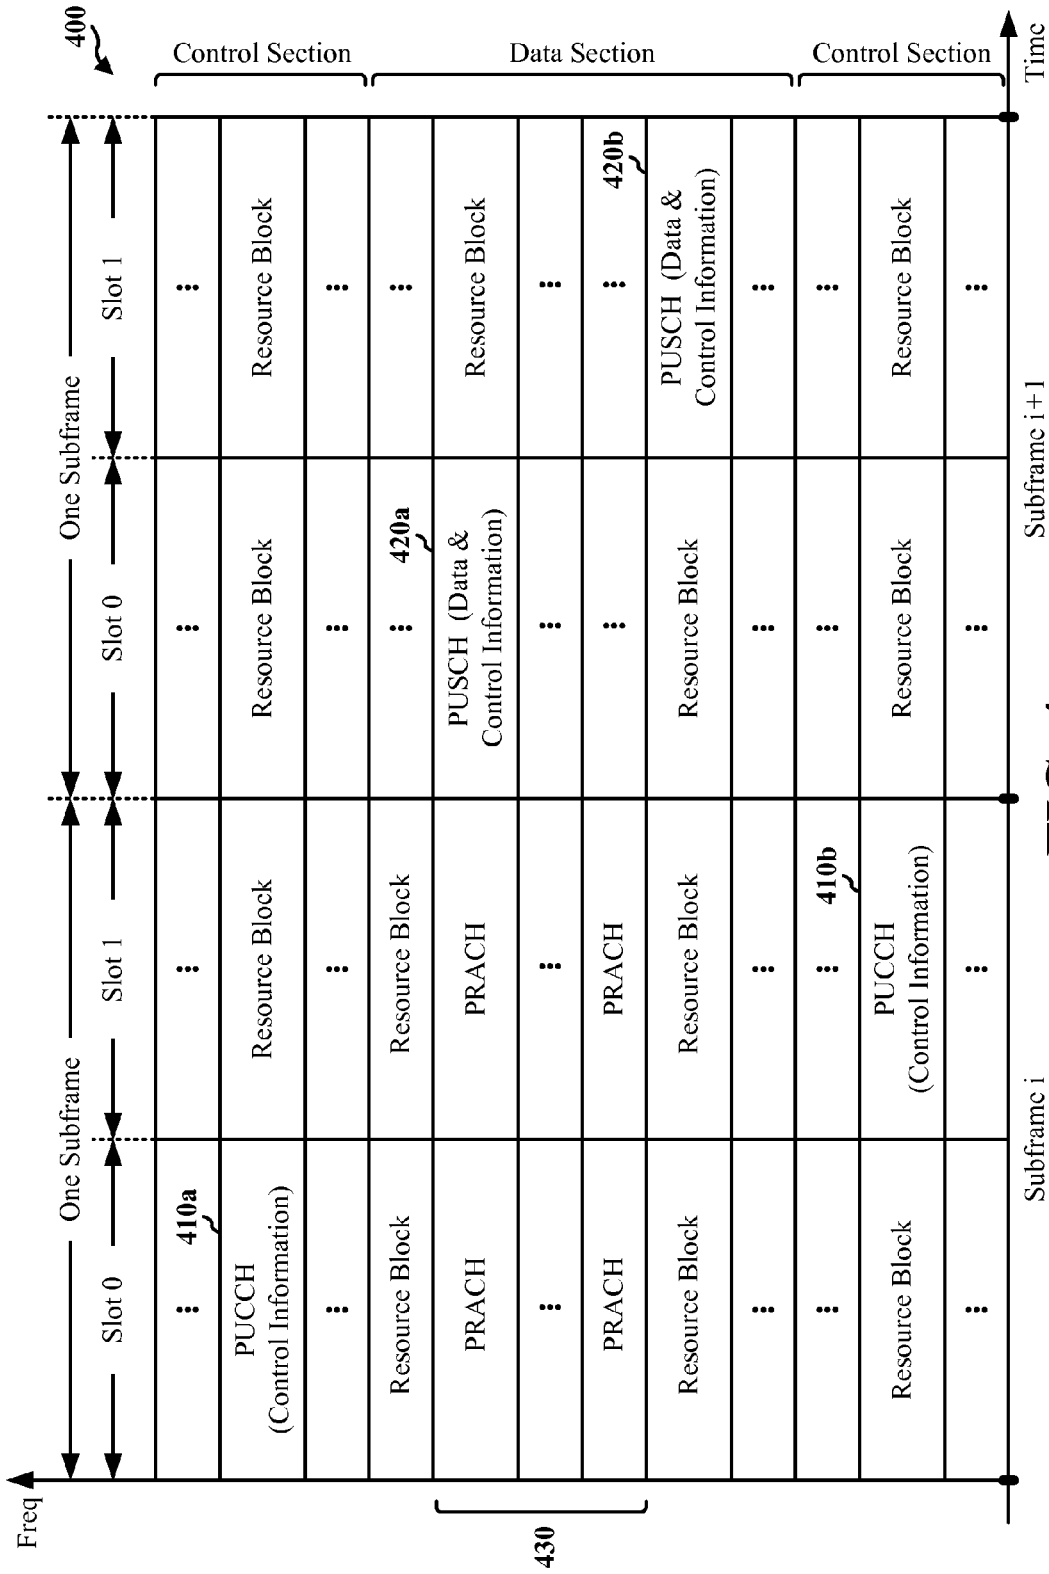 400
Freq
One Subframe
One Subframe
Slot 0
Slot 1
Slot 0
Slot 1
...
410a
...
...
...
Control Section
PUCCH
(Control Information)
Resource Block
Resource Block
Resource Block
...
...
...
...
Resource Block
Resource Block
...
420a
...
Data Section
430
PRACH
PRACH
PUSCH (Data &
Control Information)
Resource Block
...
...
...
...
PRACH
PRACH
...
...
420b
Resource Block
Resource Block
Resource Block
PUSCH (Data &
Control Information)
...
...
...
...
...
...
410b
...
...
Control Section
Resource Block
PUCCH
(Control Information)
Resource Block
Resource Block
...
...
...
...
Subframe i
Subframe i+1
Time